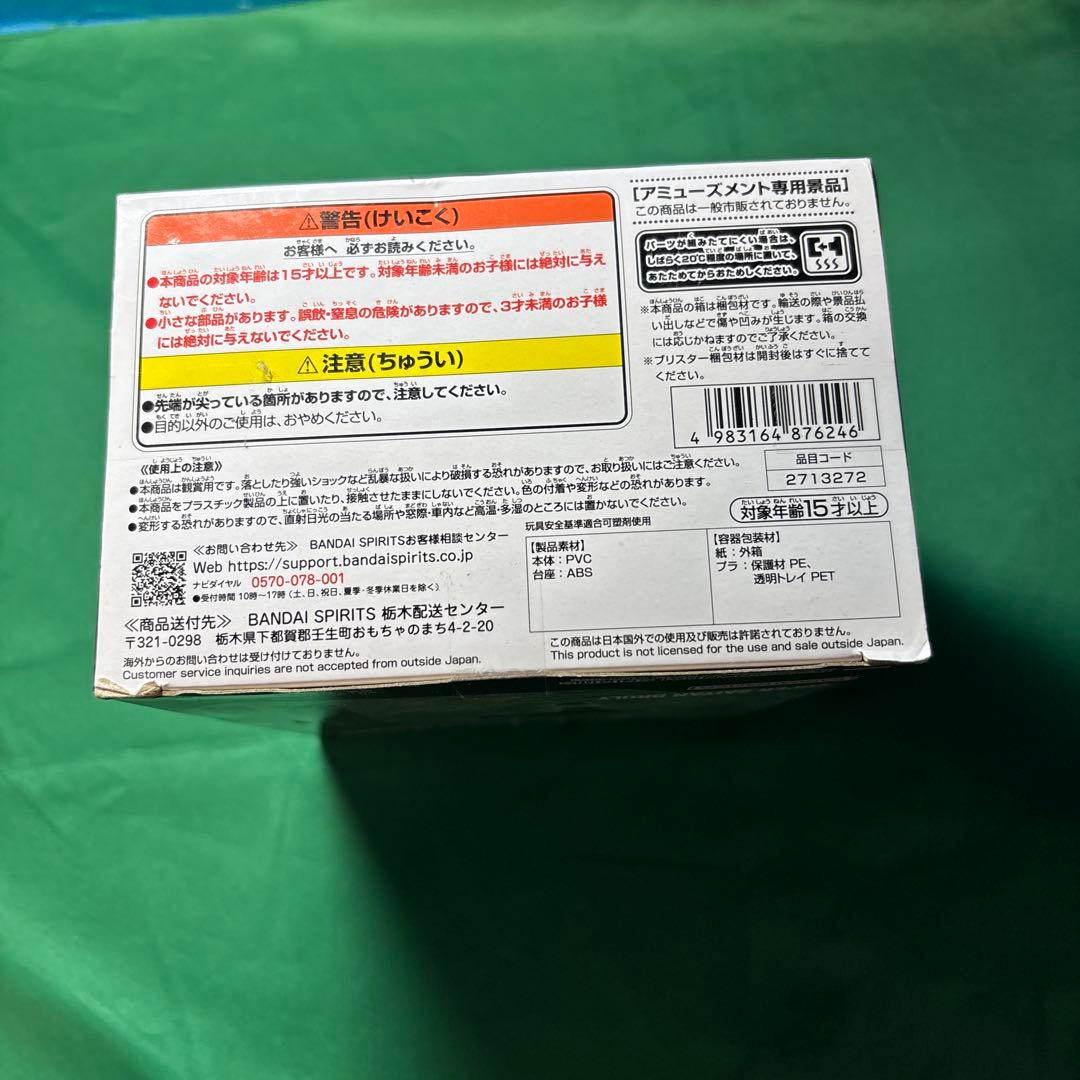 ⚠警告(けいこく)
お客様へ 必ずお読みください。
●本商品の対象年齢は15才以上です。対象年齢未満のお子様には絶対に与え
ないでください。
●小さな部品があります。誤飲・窒息の危険がありますので、3才未満のお子様
には絶対に与えないでください。
⚠注意(ちゅうい)
●先端が尖っている箇所がありますので、注意してください。
●目的以外のご使用は、おやめください。
[アミューズメント専用景品]
この商品は一般市販されておりません。
パーツが組みたてにくい場合は、
しばらく20℃程度の場所に置いて、
あたためてからおためしください。
※本商品の箱は梱包材です。輸送の際や景品払
い出しなどで傷や凹みが生じます。箱の交換
には応じかねますのでご了承ください。
※ブリスター梱包材は開封後はすぐに捨てて
ください。
4 983164 876246
品目コード
2713272
対象年齢15才以上
《使用上の注意》
●本商品は観賞用です。落としたり強いショックなど乱暴な扱いにより破損する恐れがありますので、お取り扱いにはご注意ください。
●本商品をプラスチック製品の上に置いたり、接触させたままにしないでください。色の付着や変形などの恐れがあります。
●変形する恐れがありますので、直射日光の当たる場所や窓際・車内など高温・多湿のところには置かないでください。
≪お問い合わせ先≫ BANDAI SPIRITSお客様相談センター
Web https://support.bandaispirits.co.jp
ナビダイヤル 0570-078-001
●受付時間 10時〜17時(土、日、祝日、夏季・冬季休業日を除く)
≪商品送付先≫ BANDAI SPIRITS 栃木配送センター
〒321-0298 栃木県下都賀郡壬生町おもちゃのまち4-2-20
海外からのお問い合わせは受け付けておりません。
Customer service inquiries are not accepted from outside Japan.
玩具安全基準適合可塑剤使用
【製品素材】
本体:PVC
台座:ABS
【容器包装材】
紙:外箱
プラ:保護材 PE、
透明トレイ PET
この商品は日本国外での使用及び販売は許諾されておりません。
This product is not licensed for the use and sale outside Japan.